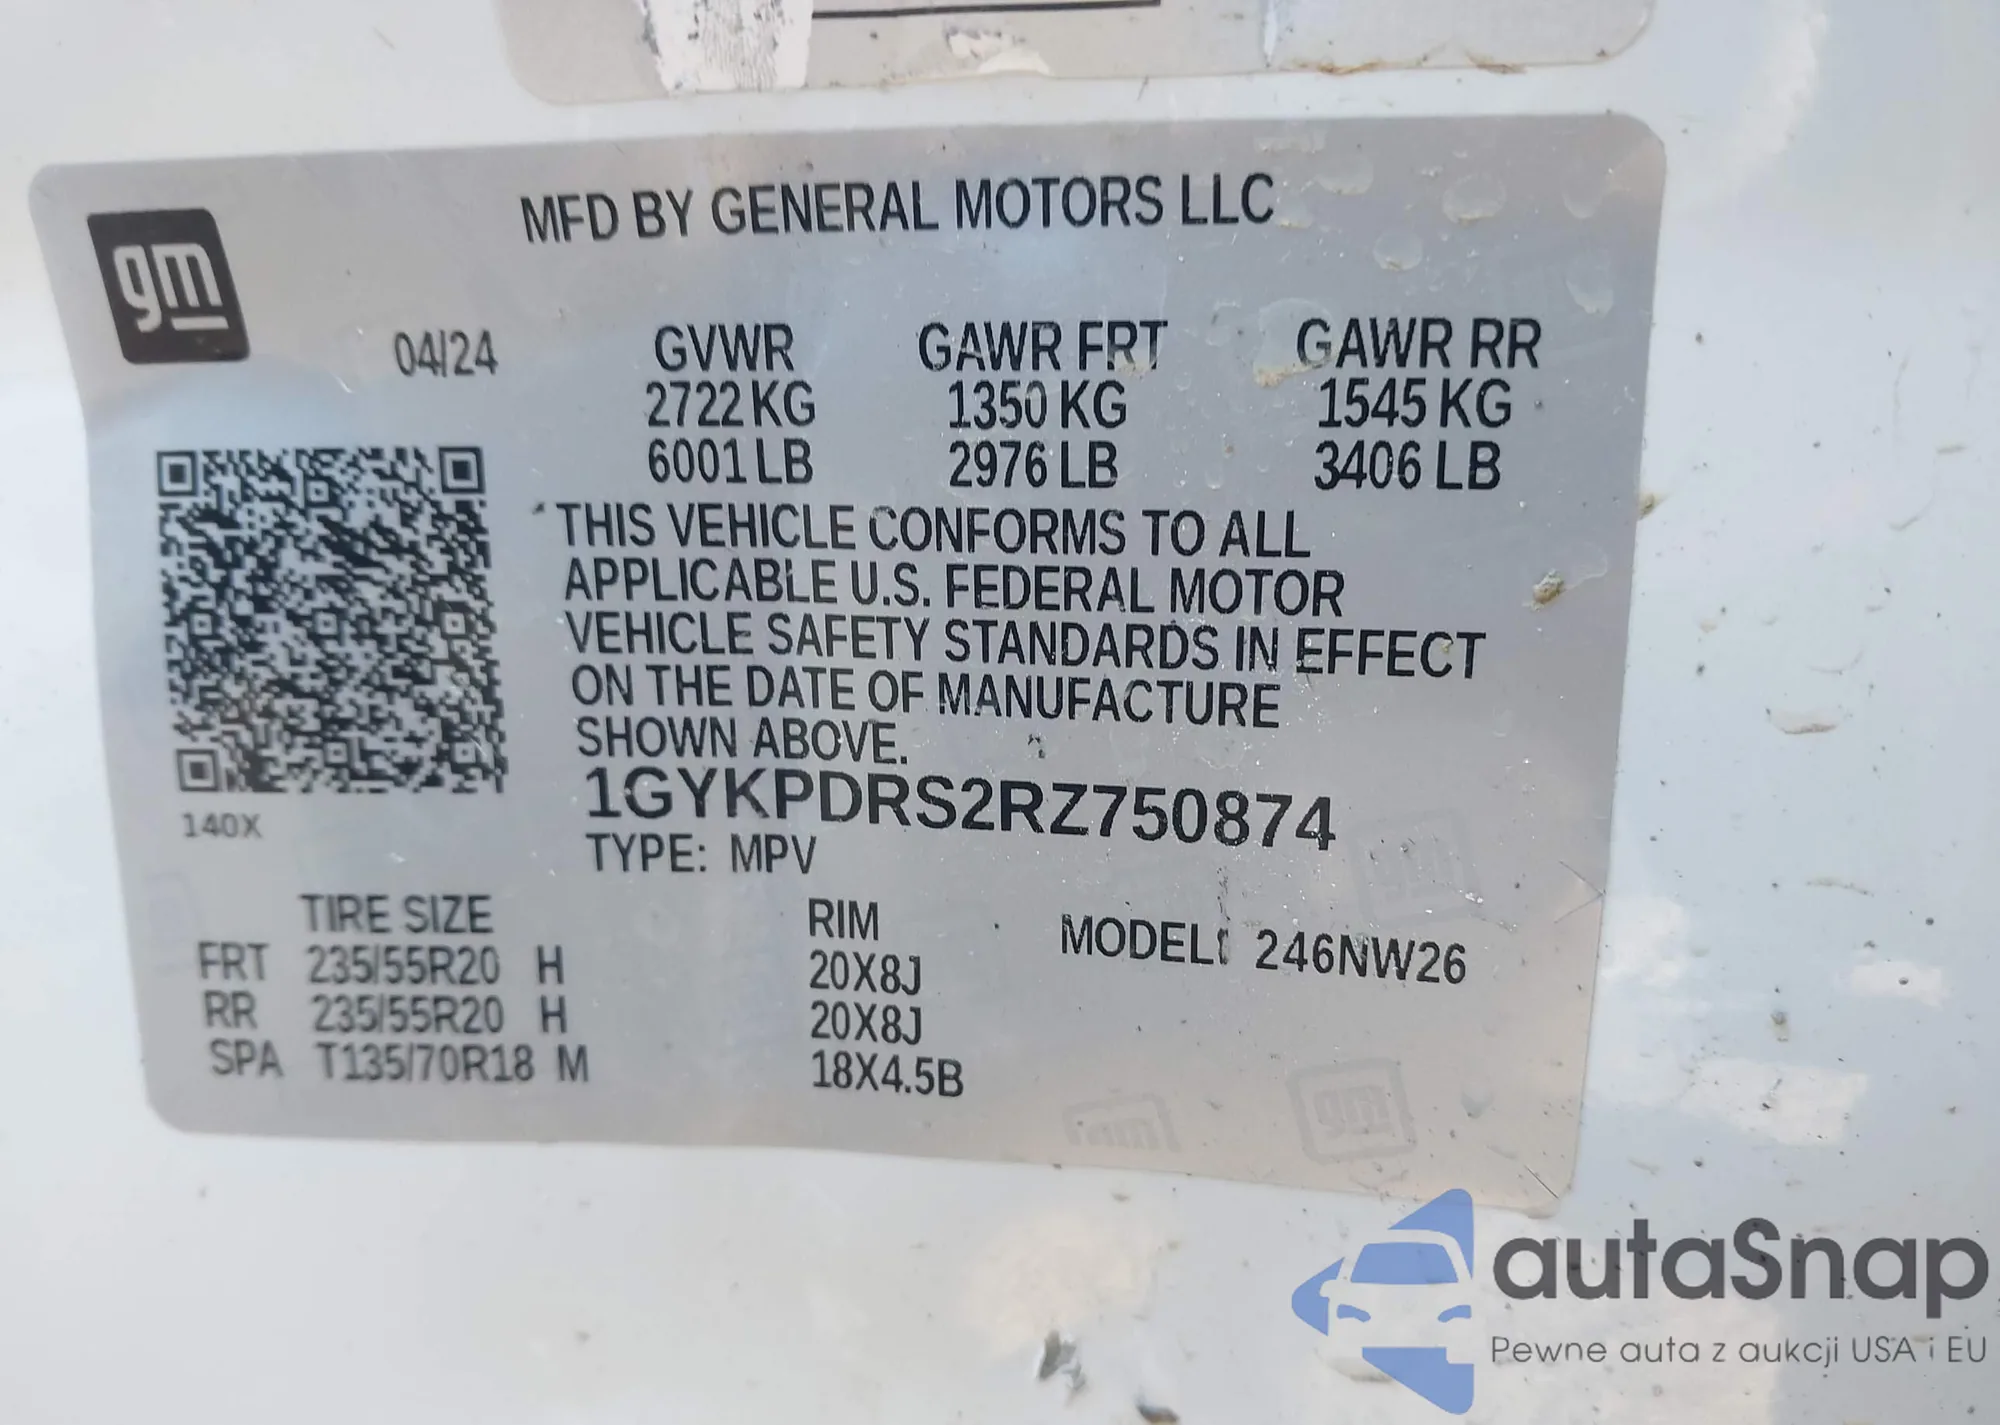 MFD BY GENERAL MOTORS LLC
gm
04/24 GVWR GAWR FRT GAWR RR
2722 KG 1350 KG 1545 KG
6001 LB 2976 LB 3406 LB
THIS VEHICLE CONFORMS TO ALL
APPLICABLE U.S. FEDERAL MOTOR
VEHICLE SAFETY STANDARDS IN EFFECT
ON THE DATE OF MANUFACTURE
SHOWN ABOVE.
1GYKPDRS2RZ750874
140X
TYPE: MPV
TIRE SIZE RIM MODEL: 246NW26
FRT 235/55R20 H 20X8J
RR 235/55R20 H 20X8J
SPA T135/70R18 M 18X4.5B
gm
gm
gm
autaSnap
Pewne auta z aukcji USA i EU